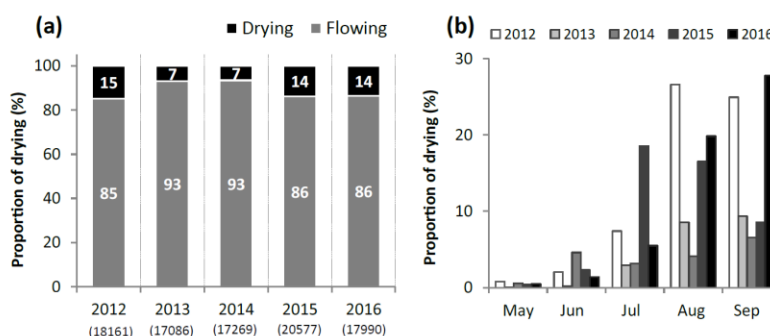 (a)
Drying Flowing
Proportion of drying (%)
100
80
60
40
20
0
15 7 7 14 14
85 93 93 86 86
2012 2013 2014 2015 2016
(18161) (17086) (17269) (20577) (17990)
(b)
2012 2013 2014 2015 2016
Proportion of drying (%)
30
20
10
0
May Jun Jul Aug Sep